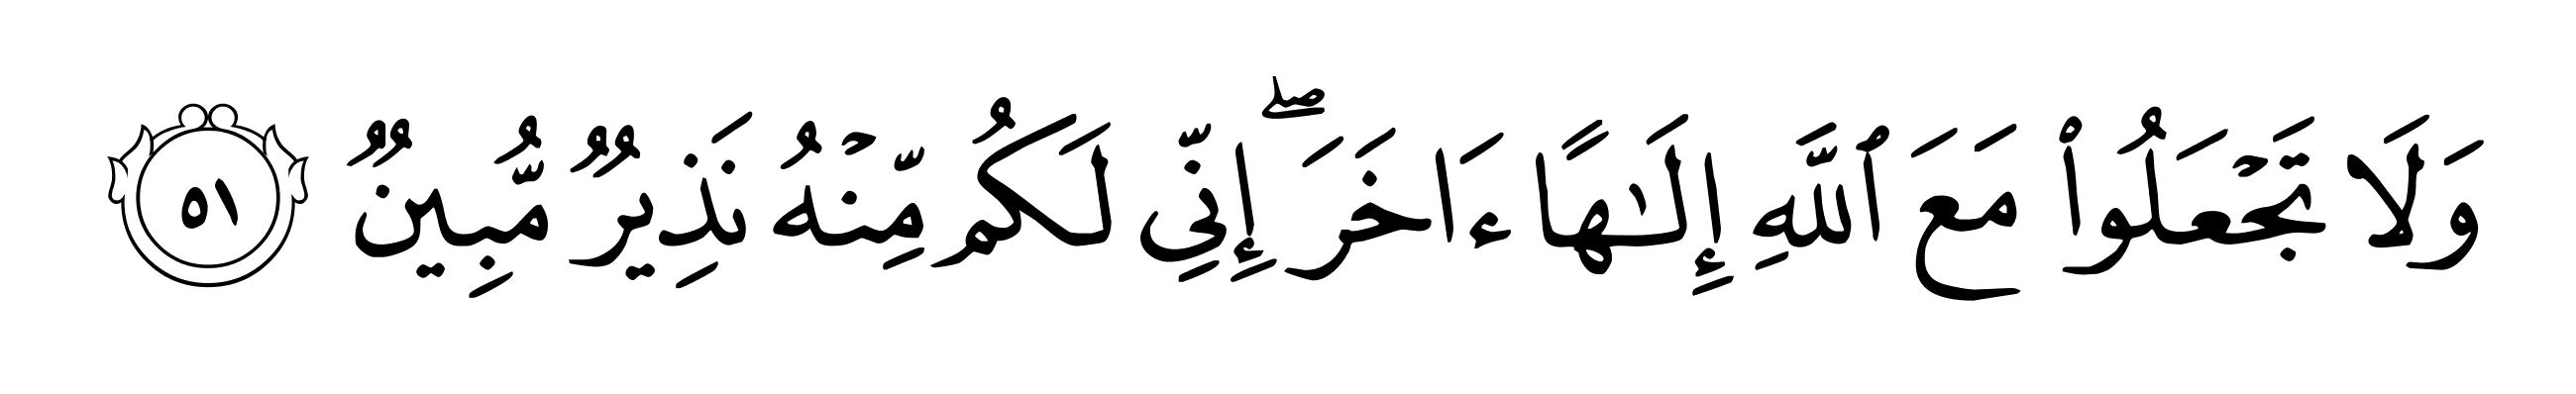 وَلَا تَجۡعَلُواْ مَعَ ٱللَّهِ إِلَٰهًا ءَاخَرَۖ إِنِّي لَكُم مِّنۡهُ نَذِيرٞ مُّبِينٞ ٥١